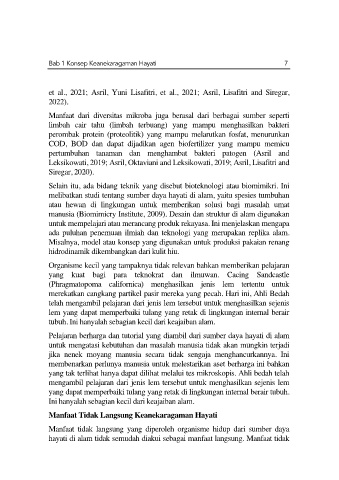 Bab 1 Konsep Keanekaragaman Hayati 7
et al., 2021; Asril, Yuni Lisafitri, et al., 2021; Asril, Lisafitri and Siregar,
2022).
Manfaat dari diversitas mikroba juga berasal dari berbagai sumber seperti
limbah cair tahu (limbah terbuang) yang mampu menghasilkan bakteri
perombak protein (proteolitik) yang mampu melarutkan fosfat, menurunkan
COD, BOD dan dapat dijadikan agen biofertilizer yang mampu memicu
pertumbuhan tanaman dan menghambat bakteri patogen (Asril and
Leksikowati, 2019; Asril, Oktaviani and Leksikowati, 2019; Asril, Lisafitri and
Siregar, 2020).
Selain itu, ada bidang teknik yang disebut bioteknologi atau biomimikri. Ini
melibatkan studi tentang sumber daya hayati di alam, yaitu spesies tumbuhan
atau hewan di lingkungan untuk memberikan solusi bagi masalah umat
manusia (Biomimicry Institute, 2009). Desain dan struktur di alam digunakan
untuk mempelajari atau merancang produk rekayasa. Ini menjelaskan mengapa
ada puluhan penemuan ilmiah dan teknologi yang merupakan replika alam.
Misalnya, model atau konsep yang digunakan untuk produksi pakaian renang
hidrodinamik dikembangkan dari kulit hiu.
Organisme kecil yang tampaknya tidak relevan bahkan memberikan pelajaran
yang kuat bagi para teknokrat dan ilmuwan. Cacing Sandcastle
(Phragmatopoma californica) menghasilkan jenis lem tertentu untuk
merekatkan cangkang partikel pasir mereka yang pecah. Hari ini, Ahli Bedah
telah mengambil pelajaran dari jenis lem tersebut untuk menghasilkan sejenis
lem yang dapat memperbaiki tulang yang retak di lingkungan internal berair
tubuh. Ini hanyalah sebagian kecil dari keajaiban alam.
Pelajaran berharga dan tutorial yang diambil dari sumber daya hayati di alam
untuk mengatasi kebutuhan dan masalah manusia tidak akan mungkin terjadi
jika nenek moyang manusia secara tidak sengaja menghancurkannya. Ini
membenarkan perlunya manusia untuk melestarikan aset berharga ini bahkan
yang tak terlihat hanya dapat dilihat melalui tes mikroskopis. Ahli bedah telah
mengambil pelajaran dari jenis lem tersebut untuk menghasilkan sejenis lem
yang dapat memperbaiki tulang yang retak di lingkungan internal berair tubuh.
Ini hanyalah sebagian kecil dari keajaiban alam.
Manfaat Tidak Langsung Keanekaragaman Hayati
Manfaat tidak langsung yang diperoleh organisme hidup dari sumber daya
hayati di alam tidak semudah diakui sebagai manfaat langsung. Manfaat tidak